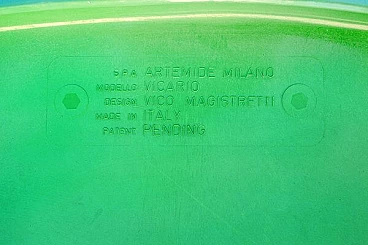 S.P.A. ARTEMIDE MILANO
MODELLO VICARIO
DESIGN VICO MAGISTRETTI
MADE IN ITALY
PATENT PENDING